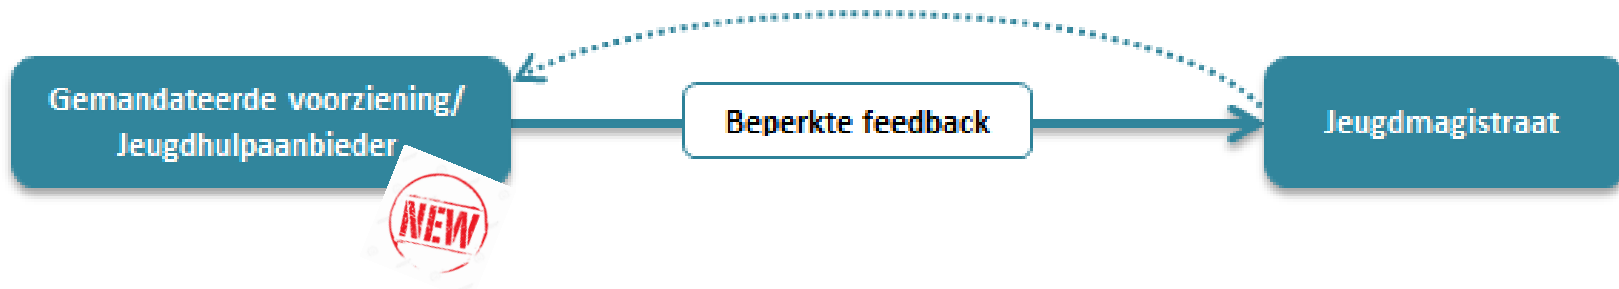 Gemandateerde voorziening/
Jeugdhulpaanbieder
NEW
Beperkte feedback
Jeugdmagistraat